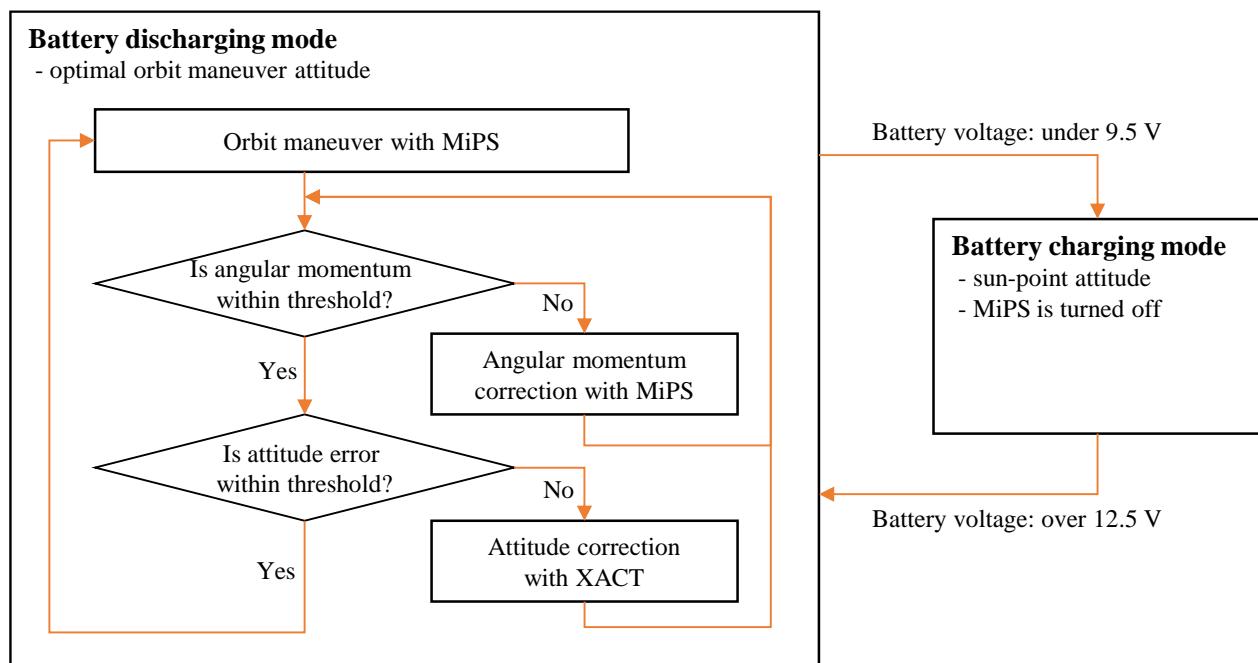 Battery discharging mode
- optimal orbit maneuver attitude
Orbit maneuver with MiPS
Is angular momentum
within threshold?
No
Yes
Angular momentum
correction with MiPS
Is attitude error
within threshold?
No
Yes
Attitude correction
with XACT
Battery voltage: under 9.5 V
Battery charging mode
- sun-point attitude
- MiPS is turned off
Battery voltage: over 12.5 V